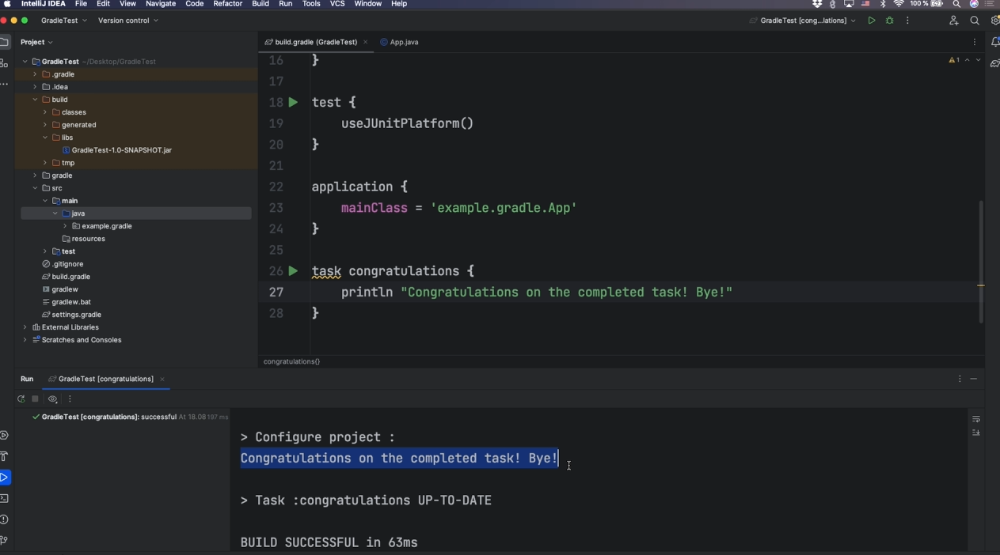 IntelliJ IDEA File Edit View Navigate Code Refactor Build Run Tools VCS Window Help 100 %
GradleTest Version control GradleTest [cong...lations]
Project
build.gradle (GradleTest) App.java
GradleTest ~/Desktop/GradleTest
.gradle
.idea
build
classes
generated
libs
GradleTest-1.0-SNAPSHOT.jar
tmp
gradle
src
main
java
example.gradle
resources
test
.gitignore
build.gradle
gradlew
gradlew.bat
settings.gradle
External Libraries
Scratches and Consoles
1
16 }
17
18 test {
19 useJUnitPlatform()
20 }
21
22 application {
23 mainClass = 'example.gradle.App'
24 }
25
26 task congratulations {
27 println "Congratulations on the completed task! Bye!"
28 }
congratulations{}
Run GradleTest [congratulations]
GradleTest [congratulations]: successful At 18.08 197 ms
> Configure project :
Congratulations on the completed task! Bye!
> Task :congratulations UP-TO-DATE
BUILD SUCCESSFUL in 63ms